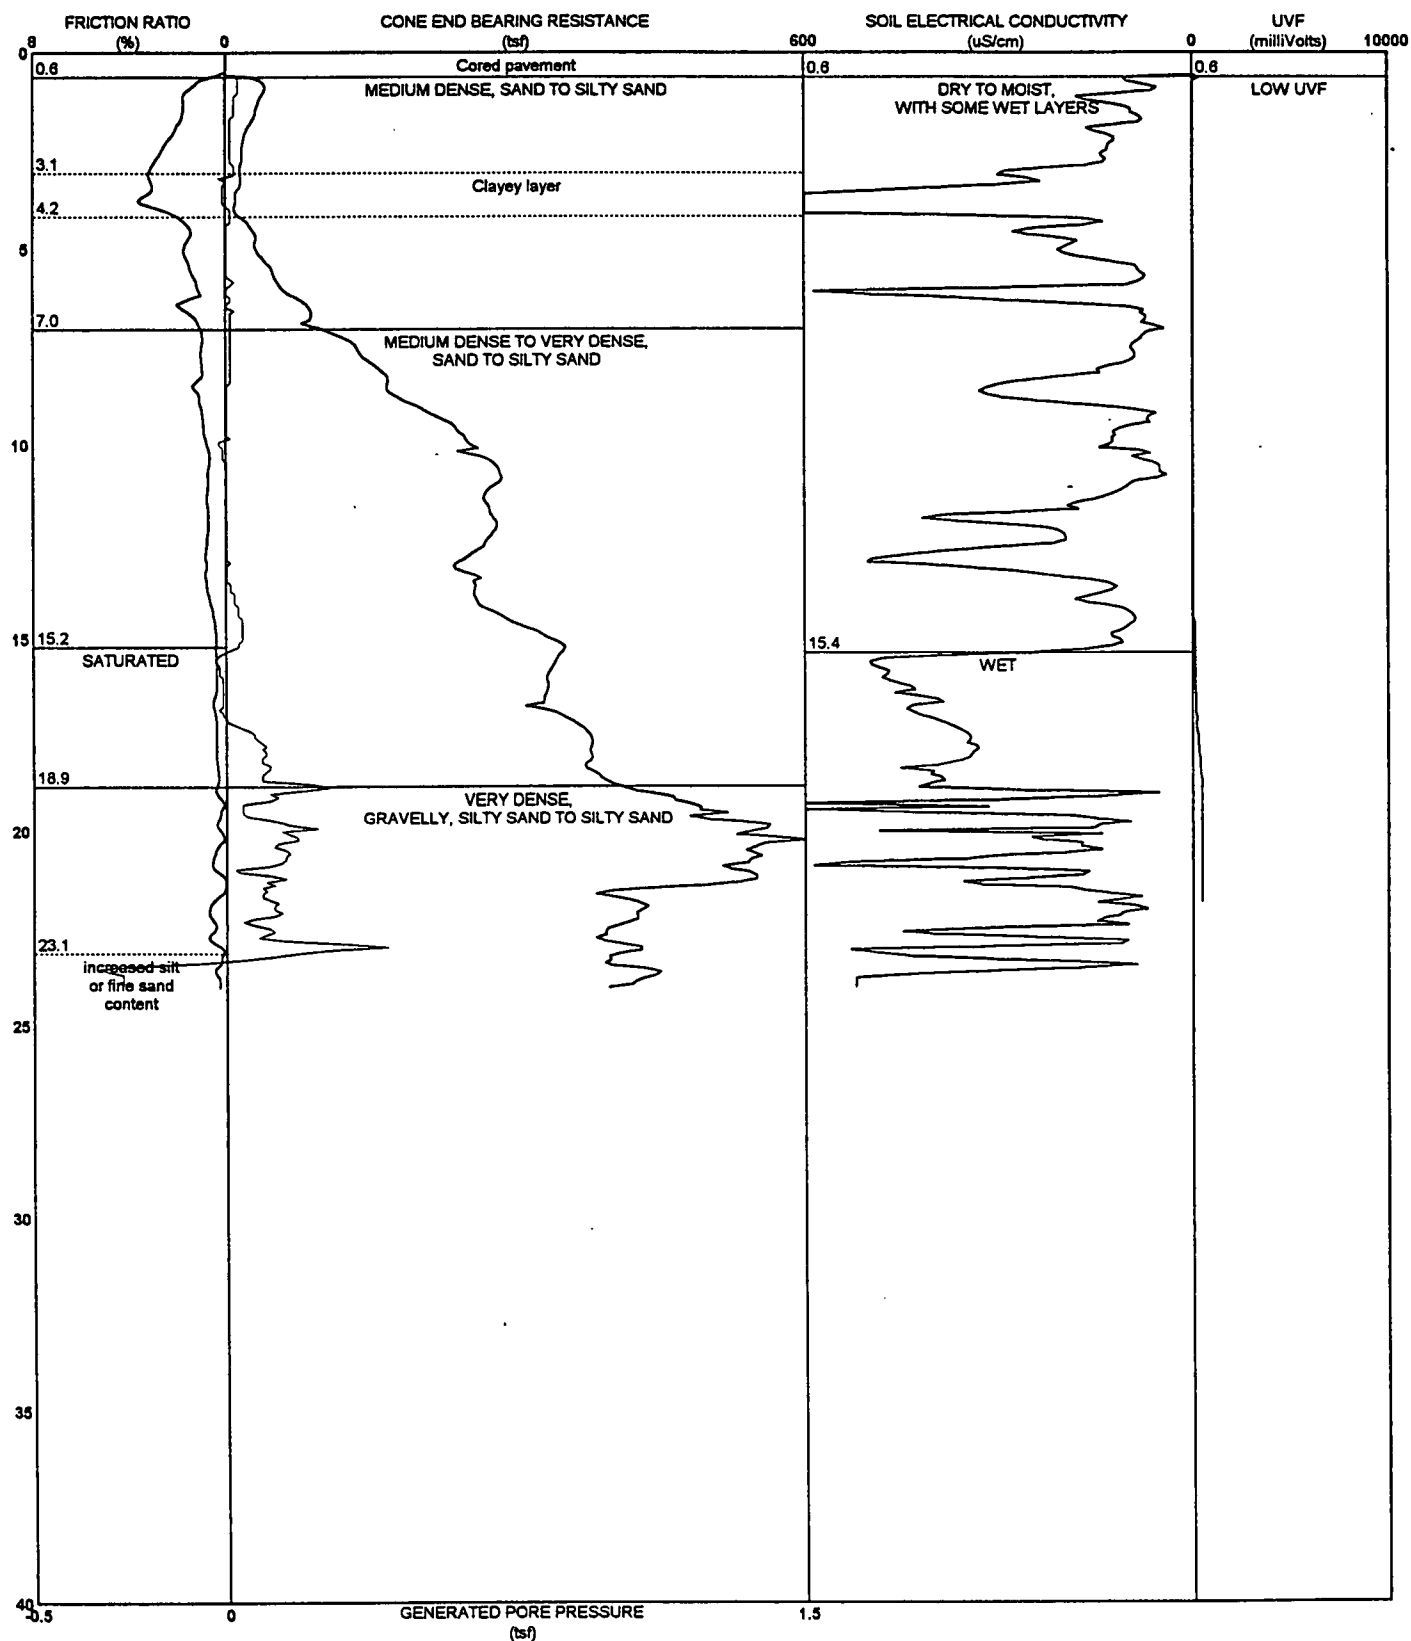 FRICTION RATIO
(%)
CONE END BEARING RESISTANCE
(tsf)
SOIL ELECTRICAL CONDUCTIVITY
(uS/cm)
UVF
(milliVolts)
8
0
600
0
10000
0
Cored pavement
0.6
0.6
0.6
MEDIUM DENSE, SAND TO SILTY SAND
DRY TO MOIST,
WITH SOME WET LAYERS
LOW UVF
3.1
Clayey layer
4.2
5
7.0
MEDIUM DENSE TO VERY DENSE,
SAND TO SILTY SAND
10
15
15.2
15.4
SATURATED
WET
18.9
VERY DENSE,
GRAVELLY, SILTY SAND TO SILTY SAND
20
23.1
increased silt
or fine sand
content
25
30
35
40
-0.5
0
GENERATED PORE PRESSURE
(tsf)
1.5